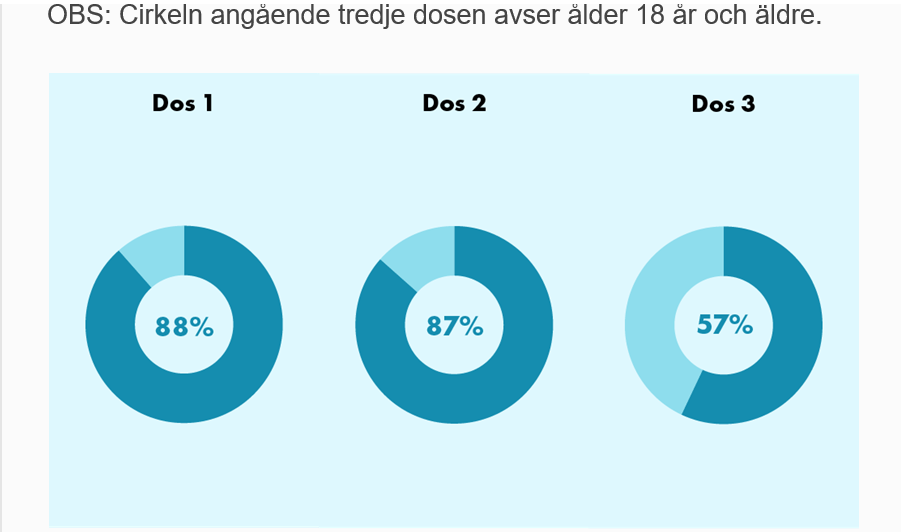 OBS: Cirkeln angående tredje dosen avser ålder 18 år och äldre.
Dos 1
Dos 2
Dos 3
88%
87%
57%